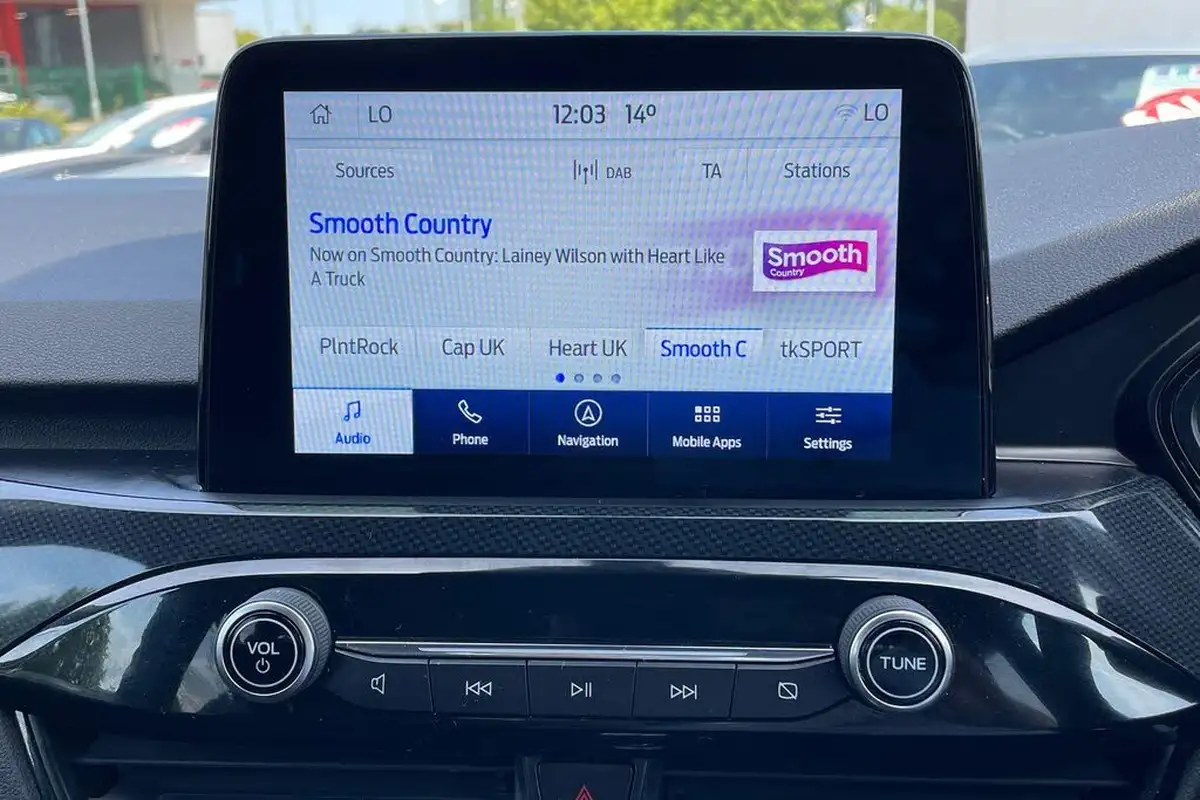 LO 12:03 14º LO
Sources DAB TA Stations
Smooth Country
Now on Smooth Country: Lainey Wilson with Heart Like
A Truck
Smooth
Country
PlntRock Cap UK Heart UK Smooth C tkSPORT
Audio Phone Navigation Mobile Apps Settings
VOL
TUNE